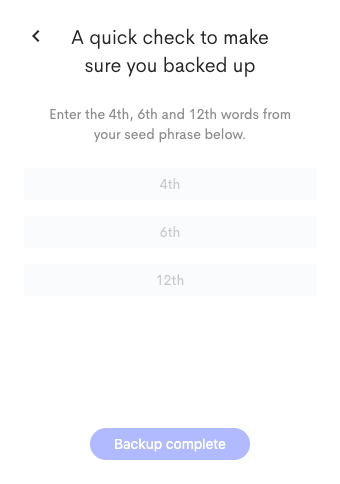 A quick check to make
sure you backed up
Enter the 4th, 6th and 12th words from
your seed phrase below.
4th
6th
12th
Backup complete